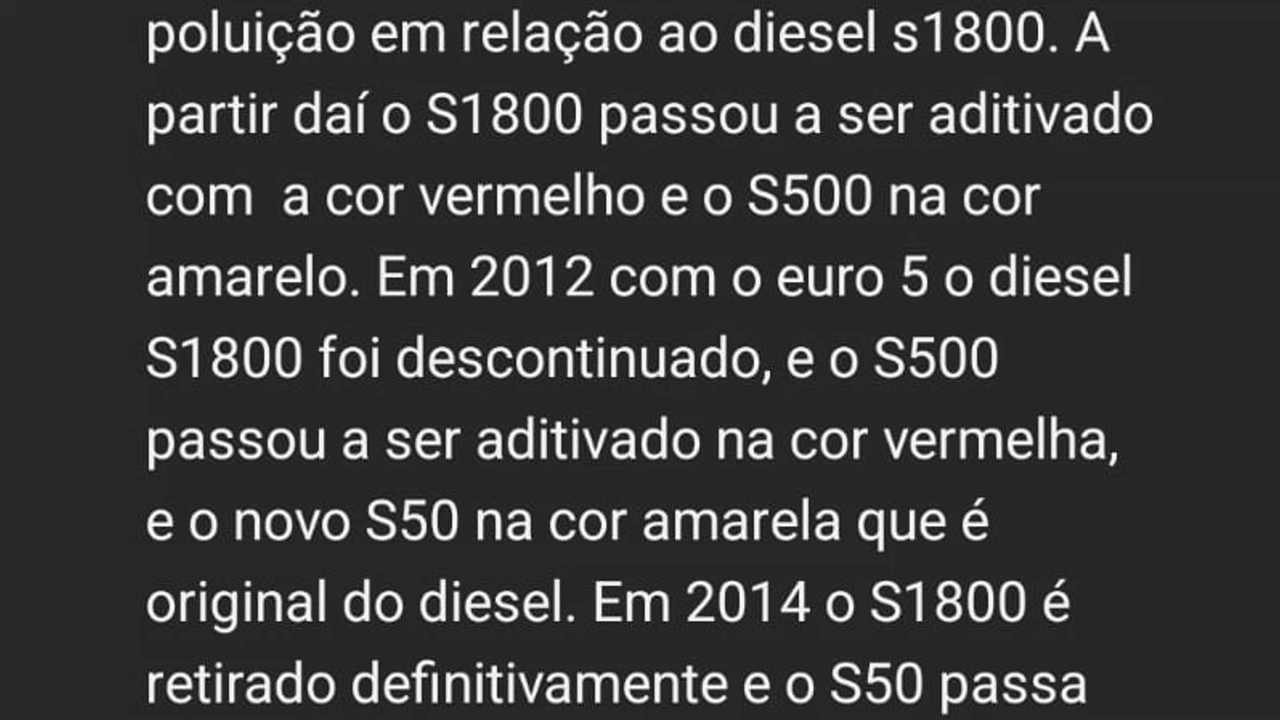 poluição em relação ao diesel s1800. A
partir daí o S1800 passou a ser aditivado
com  a cor vermelho e o S500 na cor
amarelo. Em 2012 com o euro 5 o diesel
S1800 foi descontinuado, e o S500
passou a ser aditivado na cor vermelha,
e o novo S50 na cor amarela que é
original do diesel. Em 2014 o S1800 é
retirado definitivamente e o S50 passa